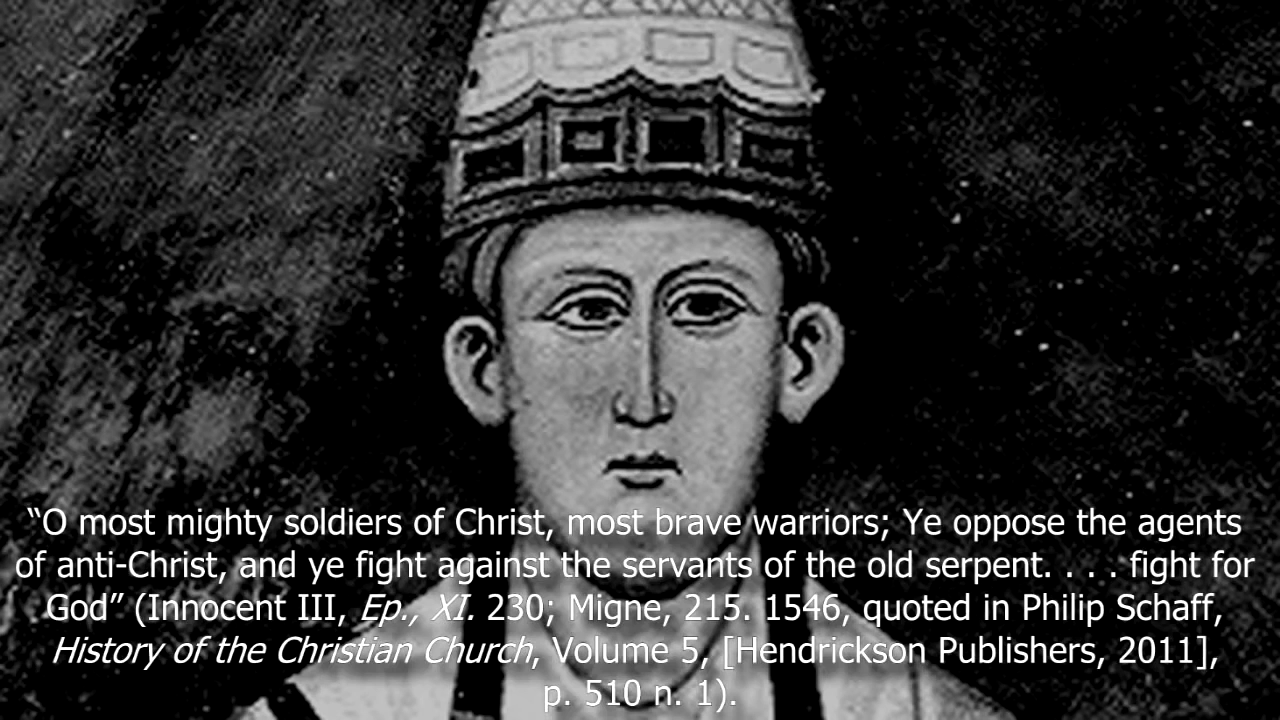 “O most mighty soldiers of Christ, most brave warriors; Ye oppose the agents
of anti-Christ, and ye fight against the servants of the old serpent. . . . fight for
God” (Innocent III, Ep., XI. 230; Migne, 215. 1546, quoted in Philip Schaff,
History of the Christian Church, Volume 5, [Hendrickson Publishers, 2011],
p. 510 n. 1).